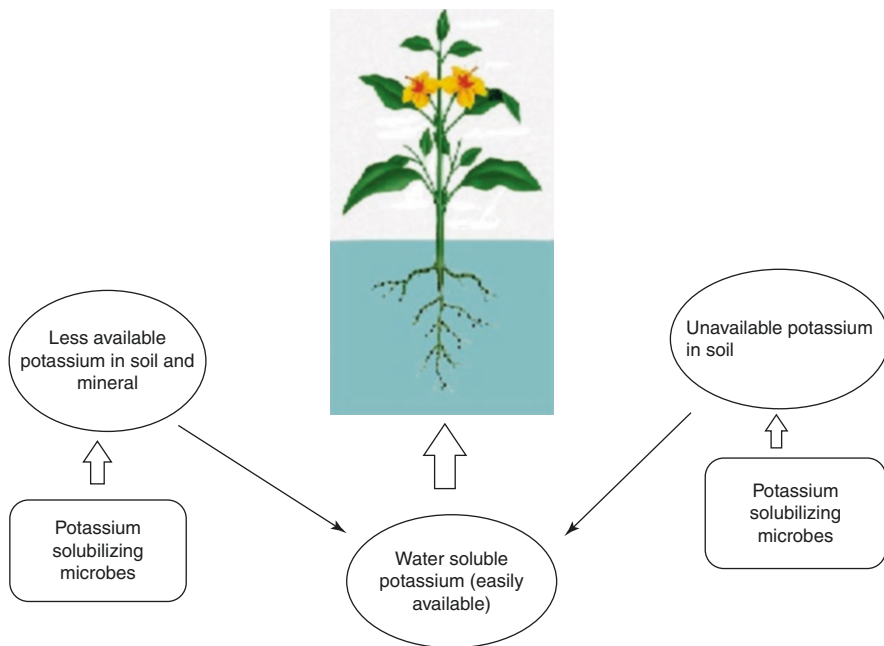 Less available
potassium in soil and
mineral
Unavailable potassium
in soil
Potassium
solubilizing
microbes
Potassium
solubilizing
microbes
Water soluble
potassium (easily
available)